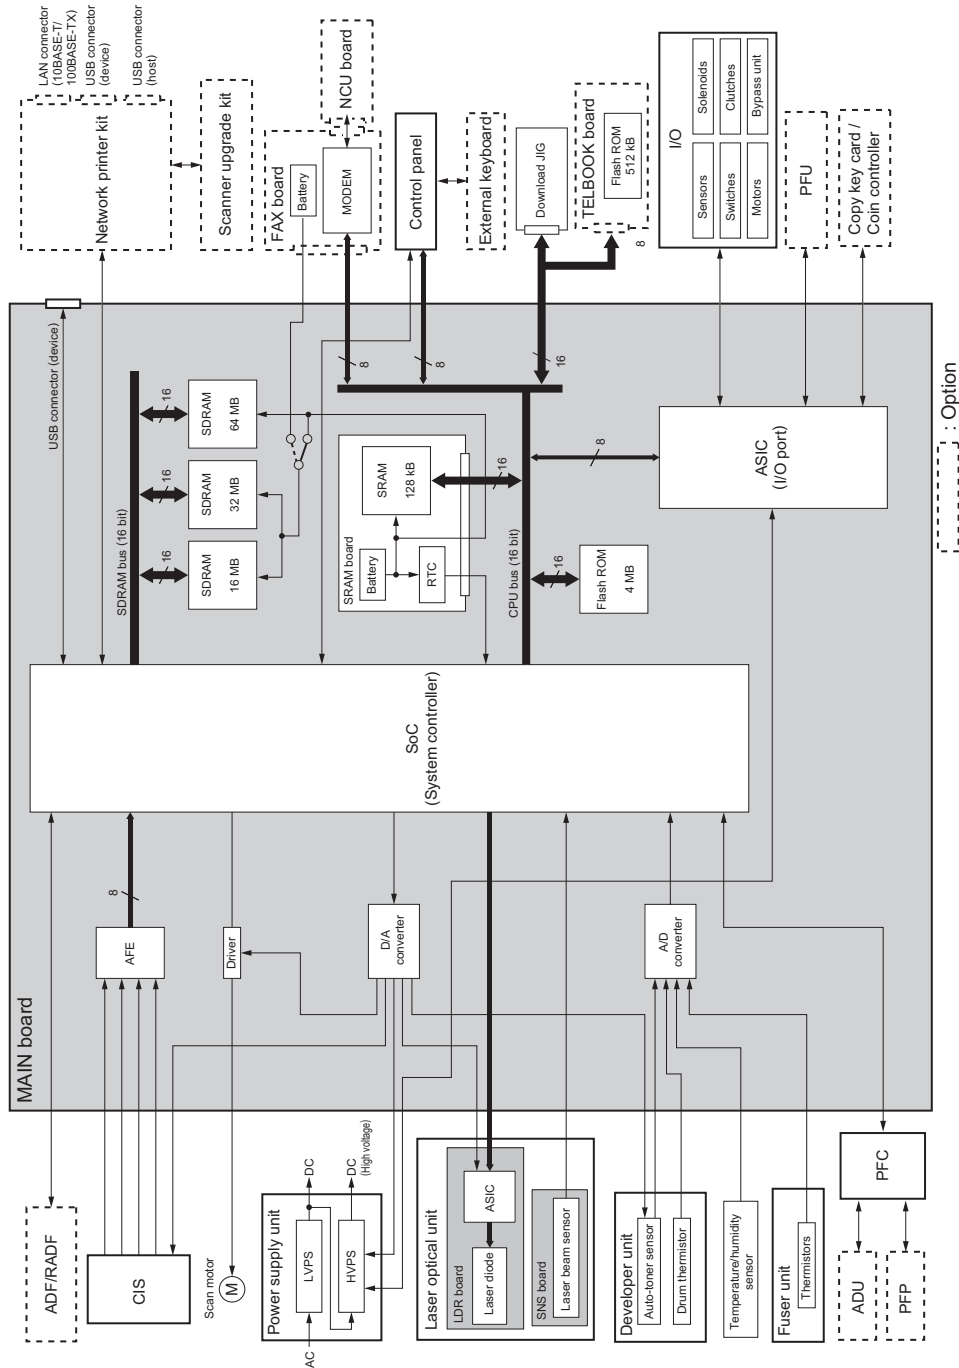 MAIN board
ADF/RADF
CIS
Scan motor
M
AC
Power supply unit
LVPS
HVPS
DC
DC
(High voltage)
Laser optical unit
LDR board
Laser diode
ASIC
SNS board
Laser beam sensor
Developer unit
Auto-toner sensor
Drum thermistor
Temperature/humidity
sensor
Fuser unit
Thermistors
ADU
PFP
PFC
AFE
8
Driver
D/A
converter
A/D
converter
SoC
(System controller)
USB connector (device)
SDRAM bus (16 bit)
16
SDRAM
16 MB
16
SDRAM
32 MB
16
SDRAM
64 MB
SRAM board
Battery
RTC
SRAM
128 kB
16
CPU bus (16 bit)
16
Flash ROM
4 MB
8
ASIC
(I/O port)
8
8
16
Network printer kit
LAN connector
(10BASE-T/
100BASE-TX)
USB connector
(device)
USB connector
(host)
Scanner upgrade kit
FAX board
Battery
MODEM
NCU board
Control panel
External keyboard
Download JIG
TELBOOK board
Flash ROM
512 kB
8
I/O
Sensors
Solenoids
Switches
Clutches
Motors
Bypass unit
PFU
Copy key card /
Coin controller
: Option